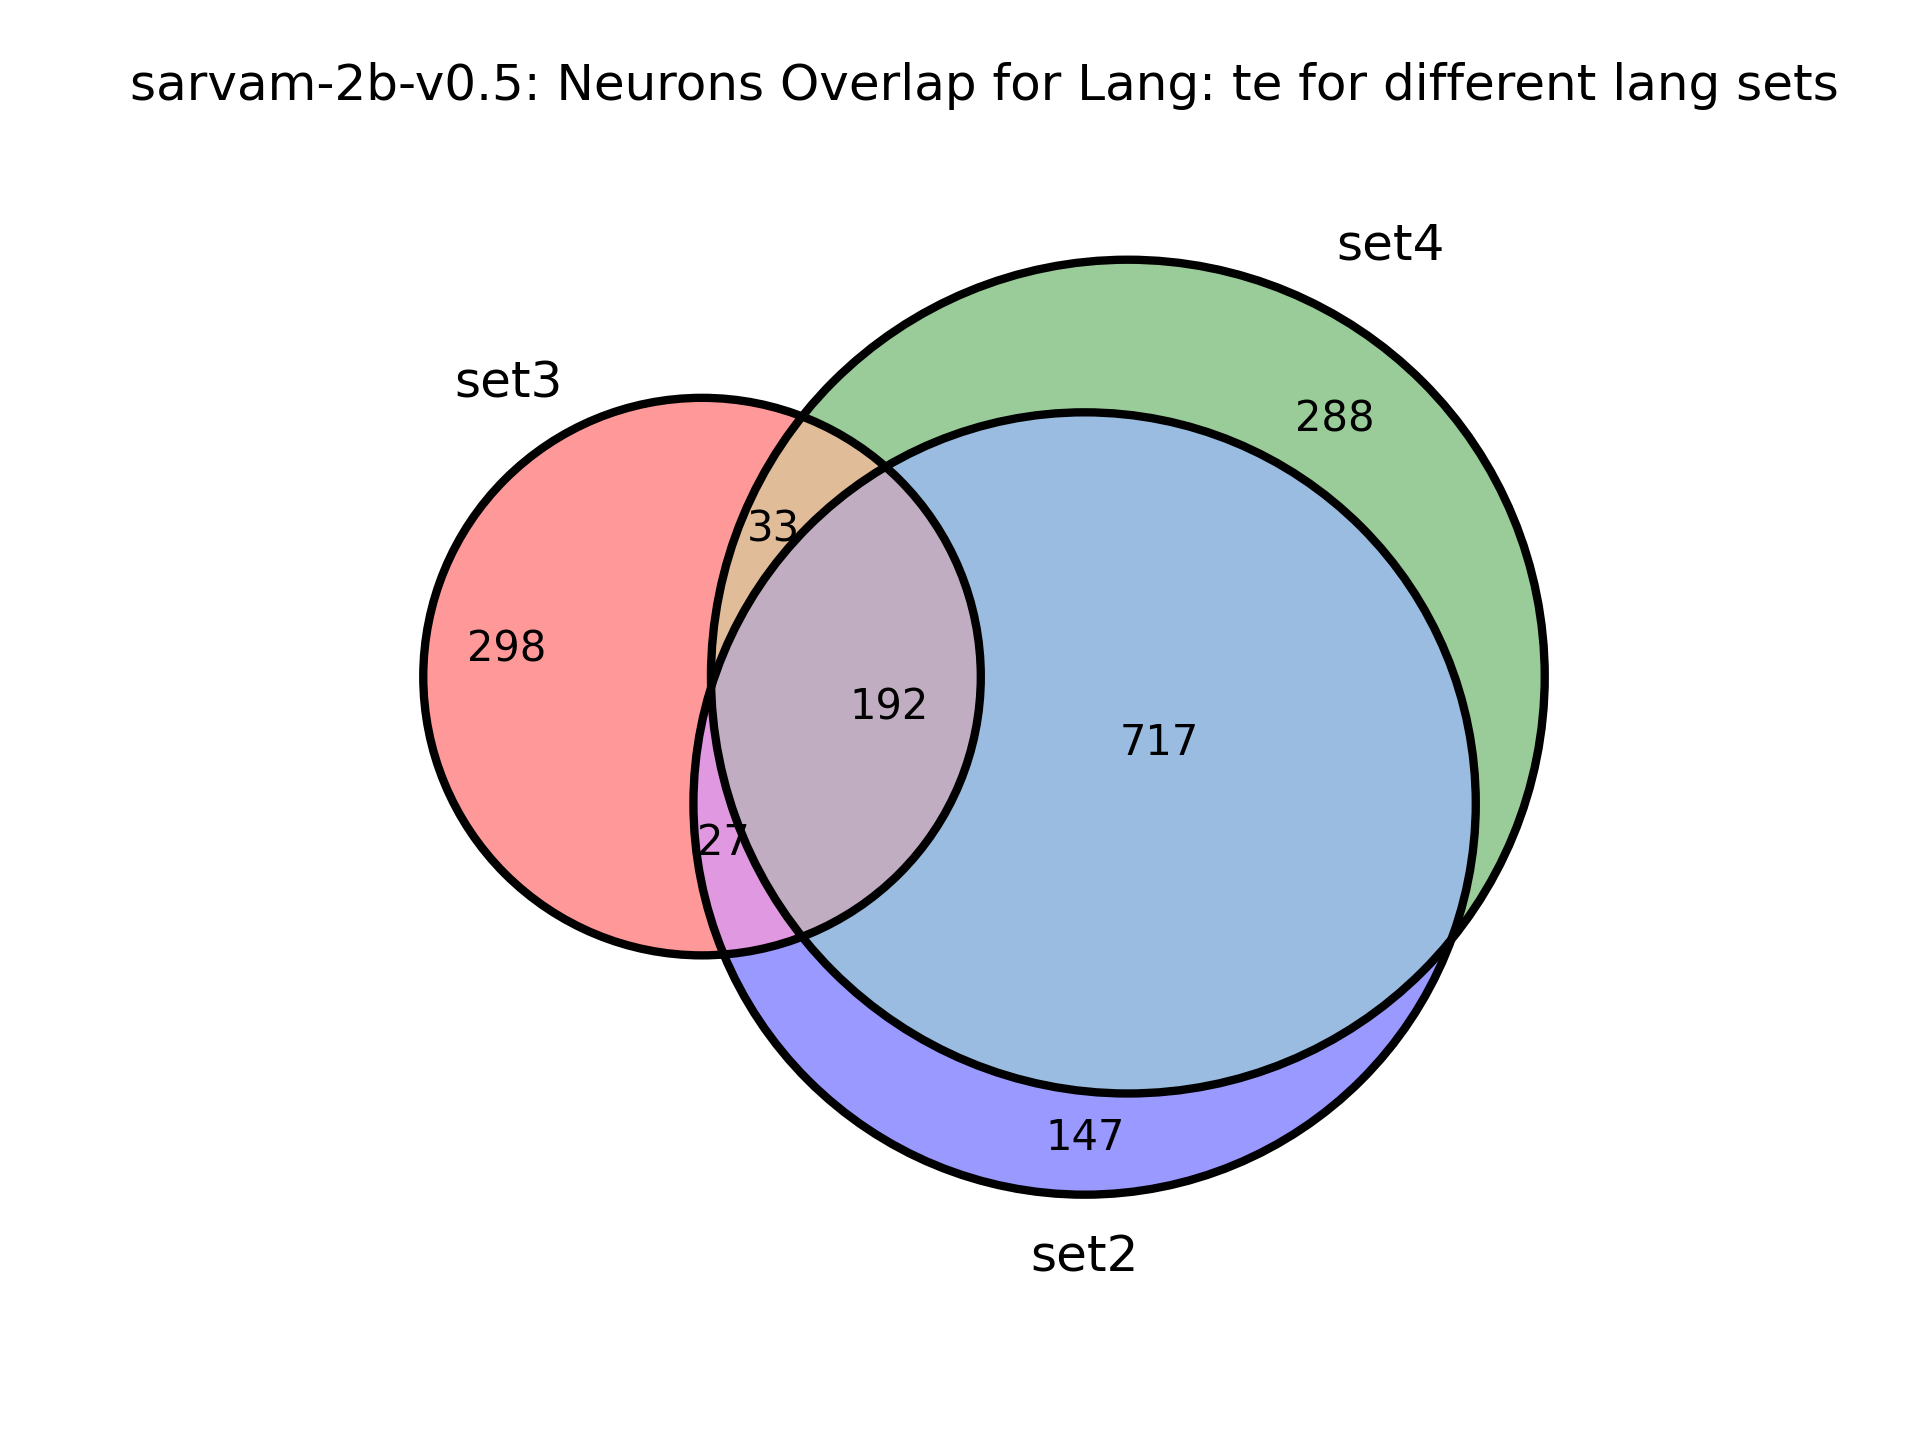 sarvam-2b-v0.5: Neurons Overlap for Lang: te for different lang sets
set4
set3
288
33
298
192
717
27
147
set2